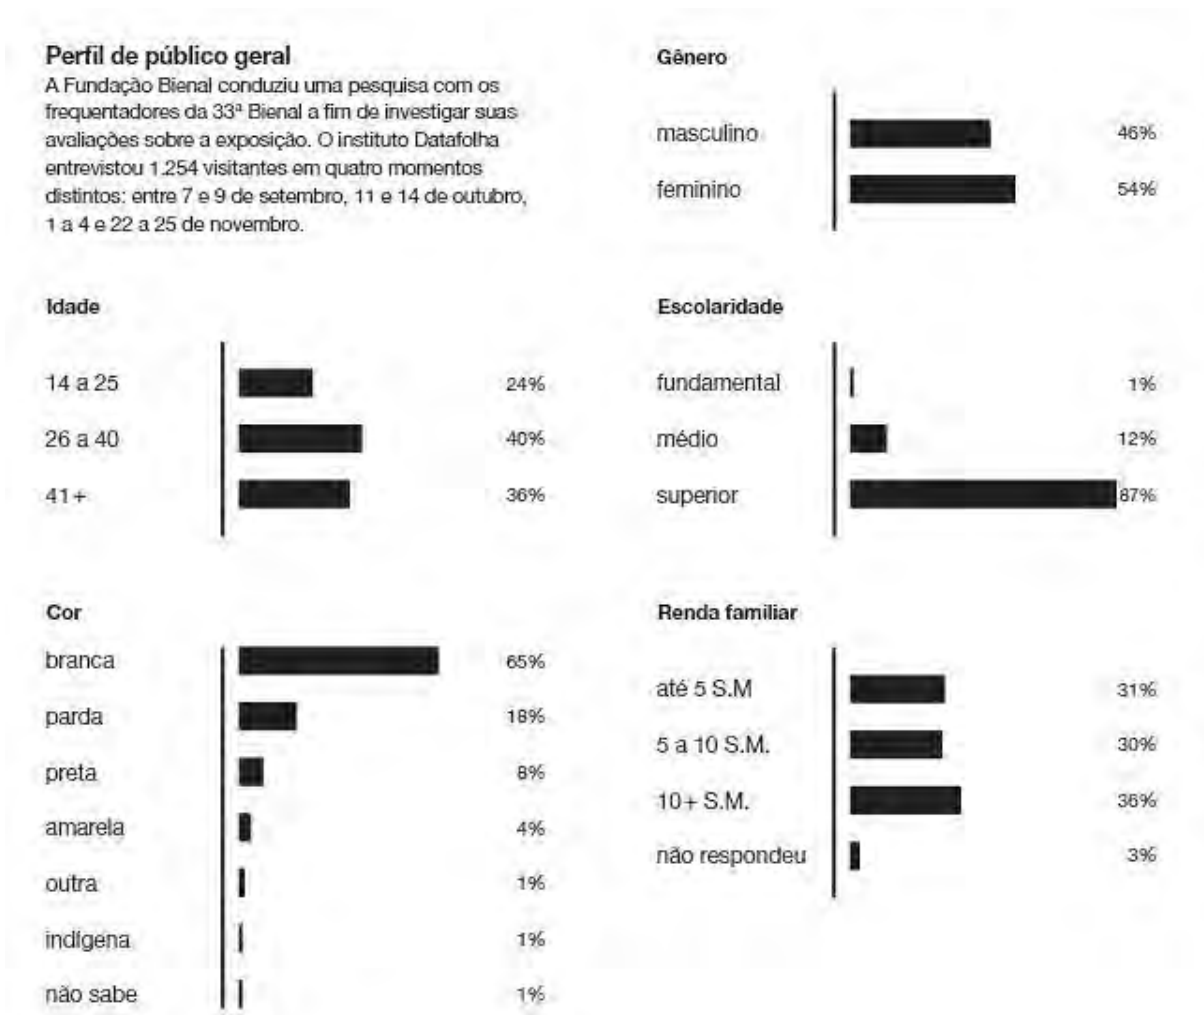 Perfil de público geral
A Fundação Bienal conduziu uma pesquisa com os
frequentadores da 33ª Bienal a fim de investigar suas
avaliações sobre a exposição. O instituto Datafolha
entrevistou 1.254 visitantes em quatro momentos
distintos: entre 7 e 9 de setembro, 11 e 14 de outubro,
1 a 4 e 22 a 25 de novembro.
Gênero
masculino 46%
feminino 54%
Idade
14 a 25 24%
26 a 40 40%
41+ 36%
Escolaridade
fundamental 1%
médio 12%
superior 87%
Cor
branca 65%
parda 18%
preta 8%
amarela 4%
outra 1%
indígena 1%
não sabe 1%
Renda familiar
até 5 S.M 31%
5 a 10 S.M. 30%
10+ S.M. 36%
não respondeu 3%